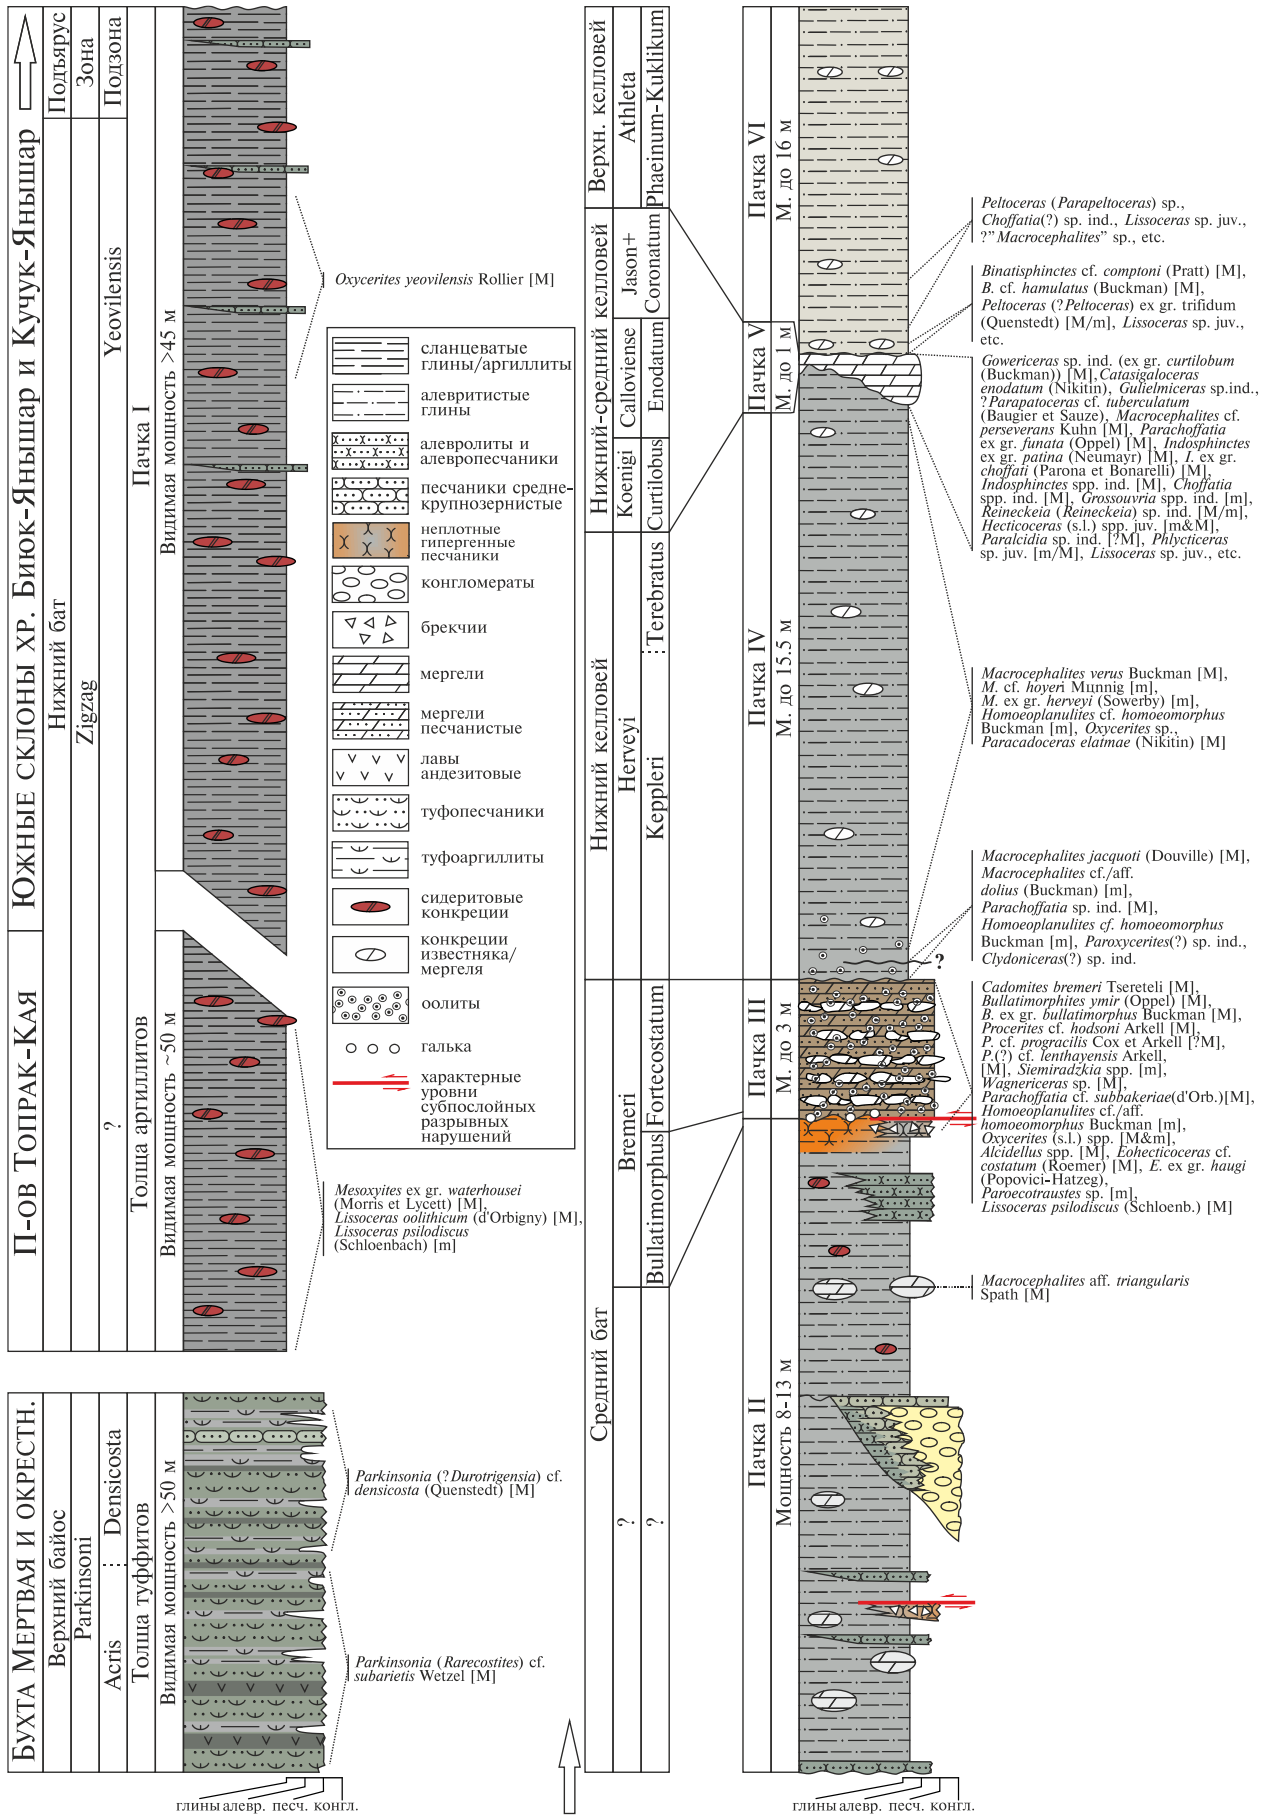 Южные склоны хр. Биюк-Янышар и Кучук-Янышар
Подъярус
Зона
Подзона
Нижний бат
Zigzag
Yeovilensis
Пачка I
Видимая мощность >45 м
Oxycerites yeovilensis Rollier [M]
П-ов Топрак-Кая
?
Толща аргиллитов
Видимая мощность ~50 м
Mesoxyites ex gr. waterhousei
(Morris et Lycett) [M],
Lissoceras oolithicum (d'Orbigny) [M],
Lissoceras psilodiscus
(Schloenbach) [m]
Бухта Мертвая и окрестн.
Верхний байос
Parkinsoni
Acris
Densicosta
Толща туффитов
Видимая мощность >50 м
Parkinsonia (?Durotrigensia) cf.
densicosta (Quenstedt) [M]
Parkinsonia (Rarecostites) cf.
subarietis Wetzel [M]
глины алевр. песч. конгл.
сланцеватые
глины/аргиллиты
алевритистые
глины
алевролиты и
алевропесчаники
песчаники средне-
крупнозернистые
неплотные
гипергенные
песчаники
конгломераты
брекчии
мергели
мергели
песчанистые
лавы
андезитовые
туфопесчаники
туфоаргиллиты
сидеритовые
конкреции
конкреции
известняка/
мергеля
оолиты
галька
характерные
уровни
субпослойных
разрывных
нарушений
Верхн. келловей
Athleta
Phaeinum-Kuklikum
Нижний-средний келловей
Jason+
Coronatum
Calloviense
Enodatum
Koenigi
Curtilobus
Нижний келловей
Herveyi
Terebratus
Keppleri
Средний бат
Bremeri
Fortecostatum
Bullatimorphus
?
?
Пачка VI
М. до 16 м
Пачка V
М. до 1 м
Пачка IV
М. до 15.5 м
Пачка III
М. до 3 м
Пачка II
Мощность 8-13 м
?
Peltoceras (Parapeltoceras) sp.,
Choffatia(?) sp. ind., Lissoceras sp. juv.,
?"Macrocephalites" sp., etc.
Binatisphinctes cf. comptoni (Pratt) [M],
B. cf. hamulatus (Buckman) [M],
Peltoceras (?Peltoceras) ex gr. trifidum
(Quenstedt) [M/m], Lissoceras sp. juv.,
etc.
Gowericeras sp. ind. (ex gr. curtilobum
(Buckman)) [M], Catasigaloceras
enodatum (Nikitin), Gulielmiceras sp.ind.,
?Parapatoceras cf. tuberculatum
(Baugier et Sauze), Macrocephalites cf.
perseverans Kuhn [M], Parachoffatia
ex gr. funata (Oppel) [M], Indosphinctes
ex gr. patina (Neumayr) [M], I. ex gr.
choffati (Parona et Bonarelli) [M],
Indosphinctes spp. ind. [M], Choffatia
spp. ind. [M], Grossouvria spp. ind. [m],
Reineckeia (Reineckeia) sp. ind. [M/m],
Hecticoceras (s.l.) spp. juv. [m&M],
Paralcidia sp. ind. [?M], Phlycticeras
sp. juv. [m/M], Lissoceras sp. juv., etc.
Macrocephalites verus Buckman [M],
M. cf. hoyeri Munnig [m],
M. ex gr. herveyi (Sowerby) [m],
Homoeoplanulites cf. homoeomorphus
Buckman [m], Oxycerites sp.,
Paracadoceras elatmae (Nikitin) [M]
Macrocephalites jacquoti (Douville) [M],
Macrocephalites cf./aff.
dolius (Buckman) [m],
Parachoffatia sp. ind. [M],
Homoeoplanulites cf. homoeomorphus
Buckman [m], Paroxycerites(?) sp. ind.,
Clydoniceras(?) sp. ind.
Cadomites bremeri Tsereteli [M],
Bullatimorphites ymir (Oppel) [M],
B. ex gr. bullatimorphus Buckman [M],
Procerites cf. hodsoni Arkell [M],
P. cf. progracilis Cox et Arkell [?M],
P.(?) cf. lenthayensis Arkell,
[M], Siemiradzkia spp. [m],
Wagnericeras sp. [M],
Parachoffatia cf. subbakeriae(d'Orb.)[M],
Homoeoplanulites cf./aff.
homoeomorphus Buckman [m],
Oxycerites (s.l.) spp. [M&m],
Alcidellus spp. [M], Eohecticoceras cf.
costatum (Roemer) [M], E. ex gr. haugi
(Popovici-Hatzeg),
Paroecotraustes sp. [m],
Lissoceras psilodiscus (Schloenb.) [M]
Macrocephalites aff. triangularis
Spath [M]
глины алевр. песч. конгл.